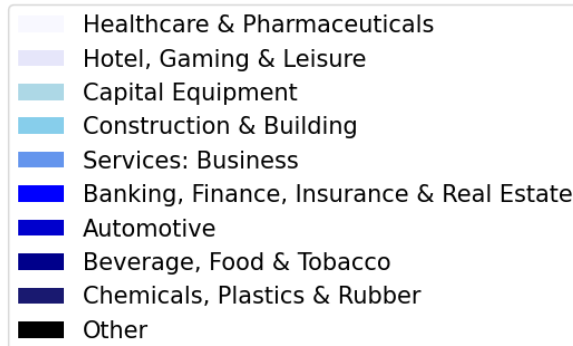 Healthcare & Pharmaceuticals
Hotel, Gaming & Leisure
Capital Equipment
Construction & Building
Services: Business
Banking, Finance, Insurance & Real Estate
Automotive
Beverage, Food & Tobacco
Chemicals, Plastics & Rubber
Other